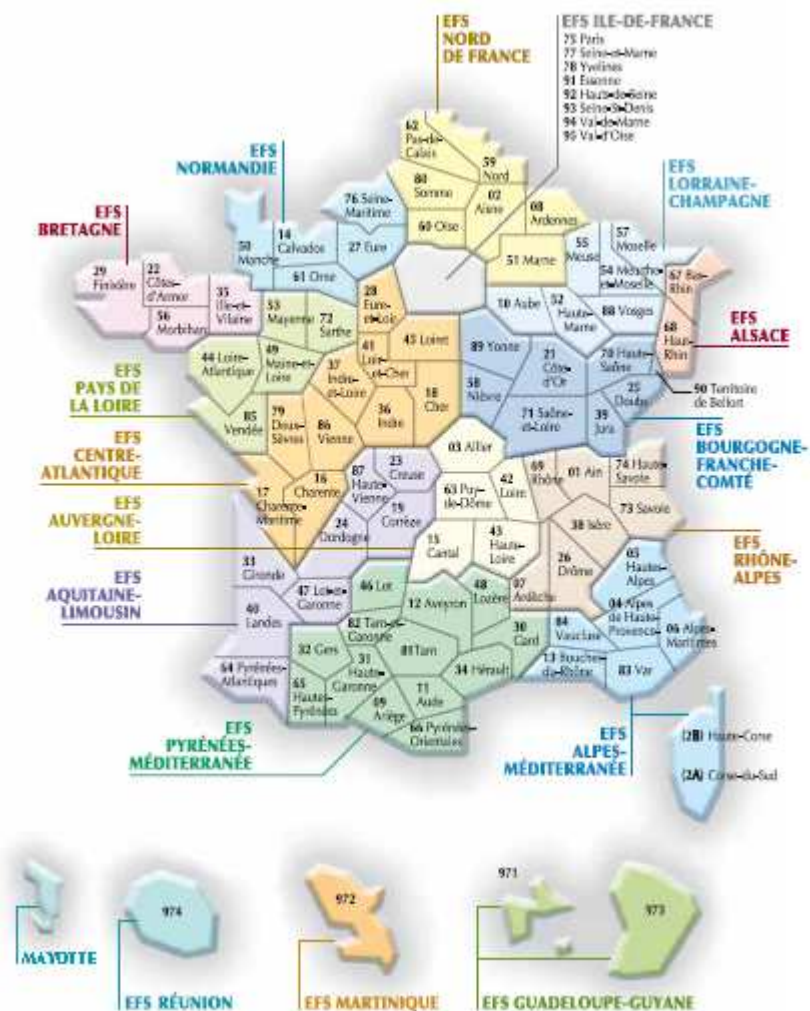 EFS
NORD
DE FRANCE
EFS ILE-DE-FRANCE
75 Paris
77 Seine-et-Marne
78 Yvelines
91 Essonne
92 Hauts-de-Seine
93 Seine-St-Denis
94 Val-de-Marne
95 Val-d'Oise
EFS
NORMANDIE
EFS
LORRAINE-
CHAMPAGNE
EFS
BRETAGNE
62
Pas-de-
Calais
59
Nord
80
Somme
02
Aisne
08
Ardennes
60 Oise
51 Marne
76 Seine-
Maritime
27 Eure
14
Calvados
50
Manche
61 Orne
55
Meuse
57
Moselle
54 Meurthe-
et-Moselle
67 Bas-
Rhin
68
Haut-
Rhin
10 Aube
52
Haute-
Marne
88 Vosges
29
Finistère
22
Côtes-
d'Armor
56
Morbihan
35
Ille-et-
Vilaine
53
Mayenne
72
Sarthe
44 Loire-
Atlantique
49
Maine-et-
Loire
85
Vendée
28
Eure-
et-Loir
45 Loiret
41
Loir-
et-Cher
37
Indre-
et-Loire
36
Indre
18
Cher
79
Deux-
Sèvres
86
Vienne
16
Charente
17
Charente-
Maritime
89 Yonne
21
Côte-
d'Or
58
Nièvre
71 Saône-
et-Loire
70 Haute-
Saône
25
Doubs
39
Jura
90 Territoire
de Belfort
EFS
ALSACE
EFS
PAYS DE
LA LOIRE
EFS
CENTRE-
ATLANTIQUE
EFS
BOURGOGNE-
FRANCHE-
COMTÉ
EFS
AUVERGNE-
LOIRE
03 Allier
63 Puy-
de-Dôme
42
Loire
15
Cantal
43
Haute-
Loire
69
Rhône
01 Ain
74 Haute-
Savoie
73 Savoie
38 Isère
26
Drôme
07
Ardèche
EFS
RHÔNE-
ALPES
EFS
AQUITAINE-
LIMOUSIN
23
Creuse
87
Haute-
Vienne
19
Corrèze
24
Dordogne
33
Gironde
47 Lot-et-
Garonne
40
Landes
64 Pyrénées-
Atlantiques
46 Lot
12 Aveyron
48
Lozère
30
Gard
82 Tarn-et-
Garonne
81 Tarn
32 Gers
31
Haute-
Garonne
65
Hautes-
Pyrénées
09
Ariège
11
Aude
34 Hérault
66 Pyrénées-
Orientales
05
Hautes-
Alpes
04 Alpes
de Haute-
Provence
06 Alpes-
Maritimes
84
Vaucluse
13 Bouches-
du-Rhône
83 Var
(2B) Haute-Corse
(2A) Corse-du-Sud
EFS
PYRÉNÉES-
MÉDITERRANÉE
EFS
ALPES-
MÉDITERRANÉE
974
972
971
973
MAYOTTE
EFS RÉUNION
EFS MARTINIQUE
EFS GUADELOUPE-GUYANE